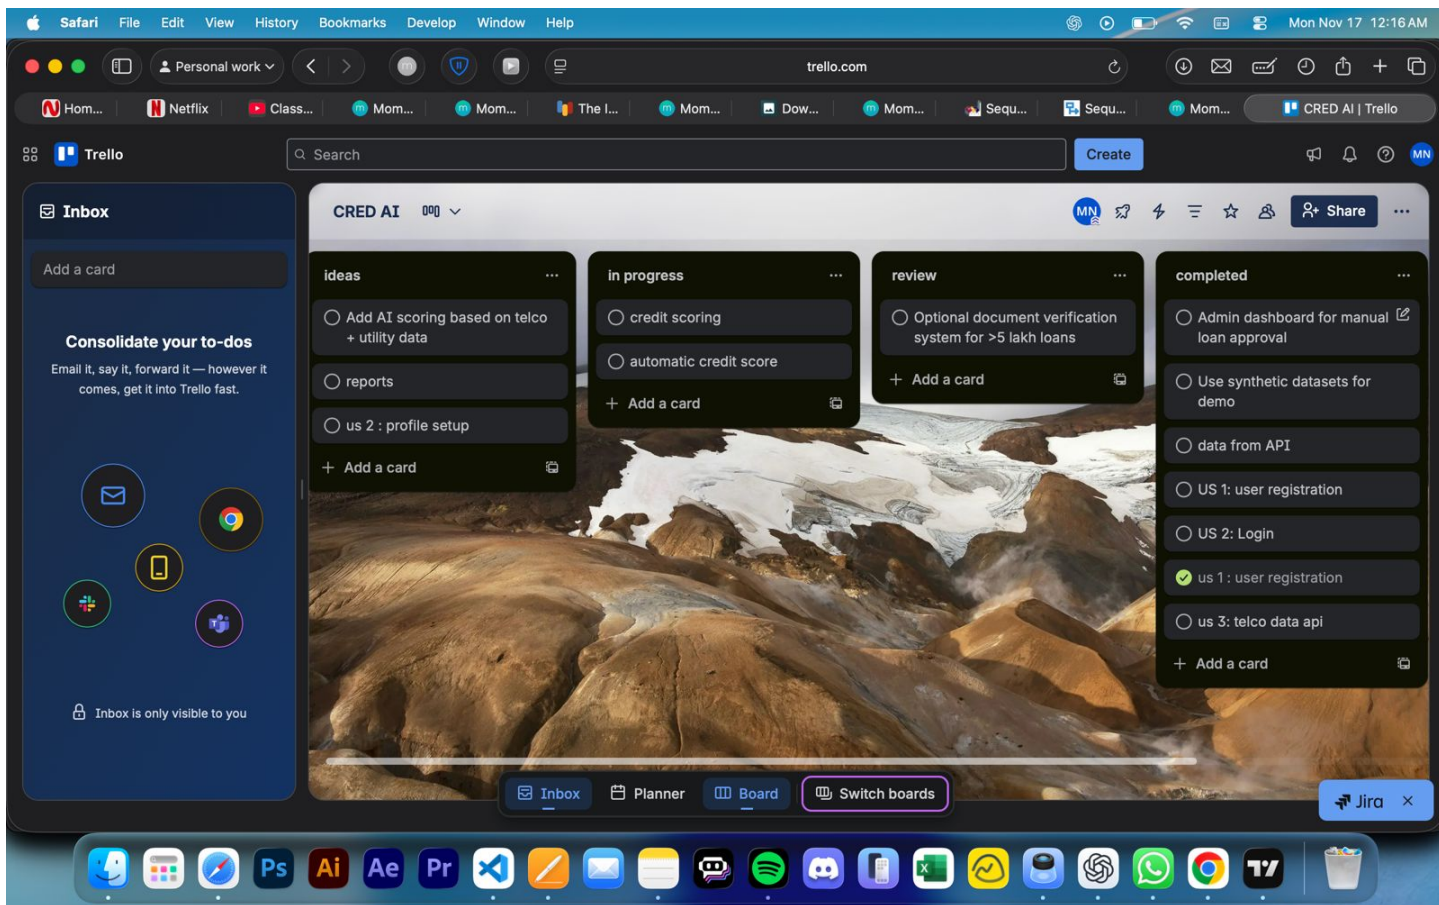 Safari File Edit View History Bookmarks Develop Window Help
Mon Nov 17 12:16 AM
Personal work
trello.com
Hom...
Netflix
Class...
Mom...
Mom...
The I...
Mom...
Dow...
Mom...
Sequ...
Sequ...
Mom...
CRED AI | Trello
Trello
Search
Create
MN
Inbox
Add a card
Consolidate your to-dos
Email it, say it, forward it — however it
comes, get it into Trello fast.
Inbox is only visible to you
CRED AI
MN
Share
ideas
Add AI scoring based on telco
+ utility data
reports
us 2 : profile setup
+ Add a card
in progress
credit scoring
automatic credit score
+ Add a card
review
Optional document verification
system for >5 lakh loans
+ Add a card
completed
Admin dashboard for manual
loan approval
Use synthetic datasets for
demo
data from API
US 1: user registration
US 2: Login
us 1 : user registration
us 3: telco data api
+ Add a card
Inbox
Planner
Board
Switch boards
Jira
Ps
Ai
Ae
Pr